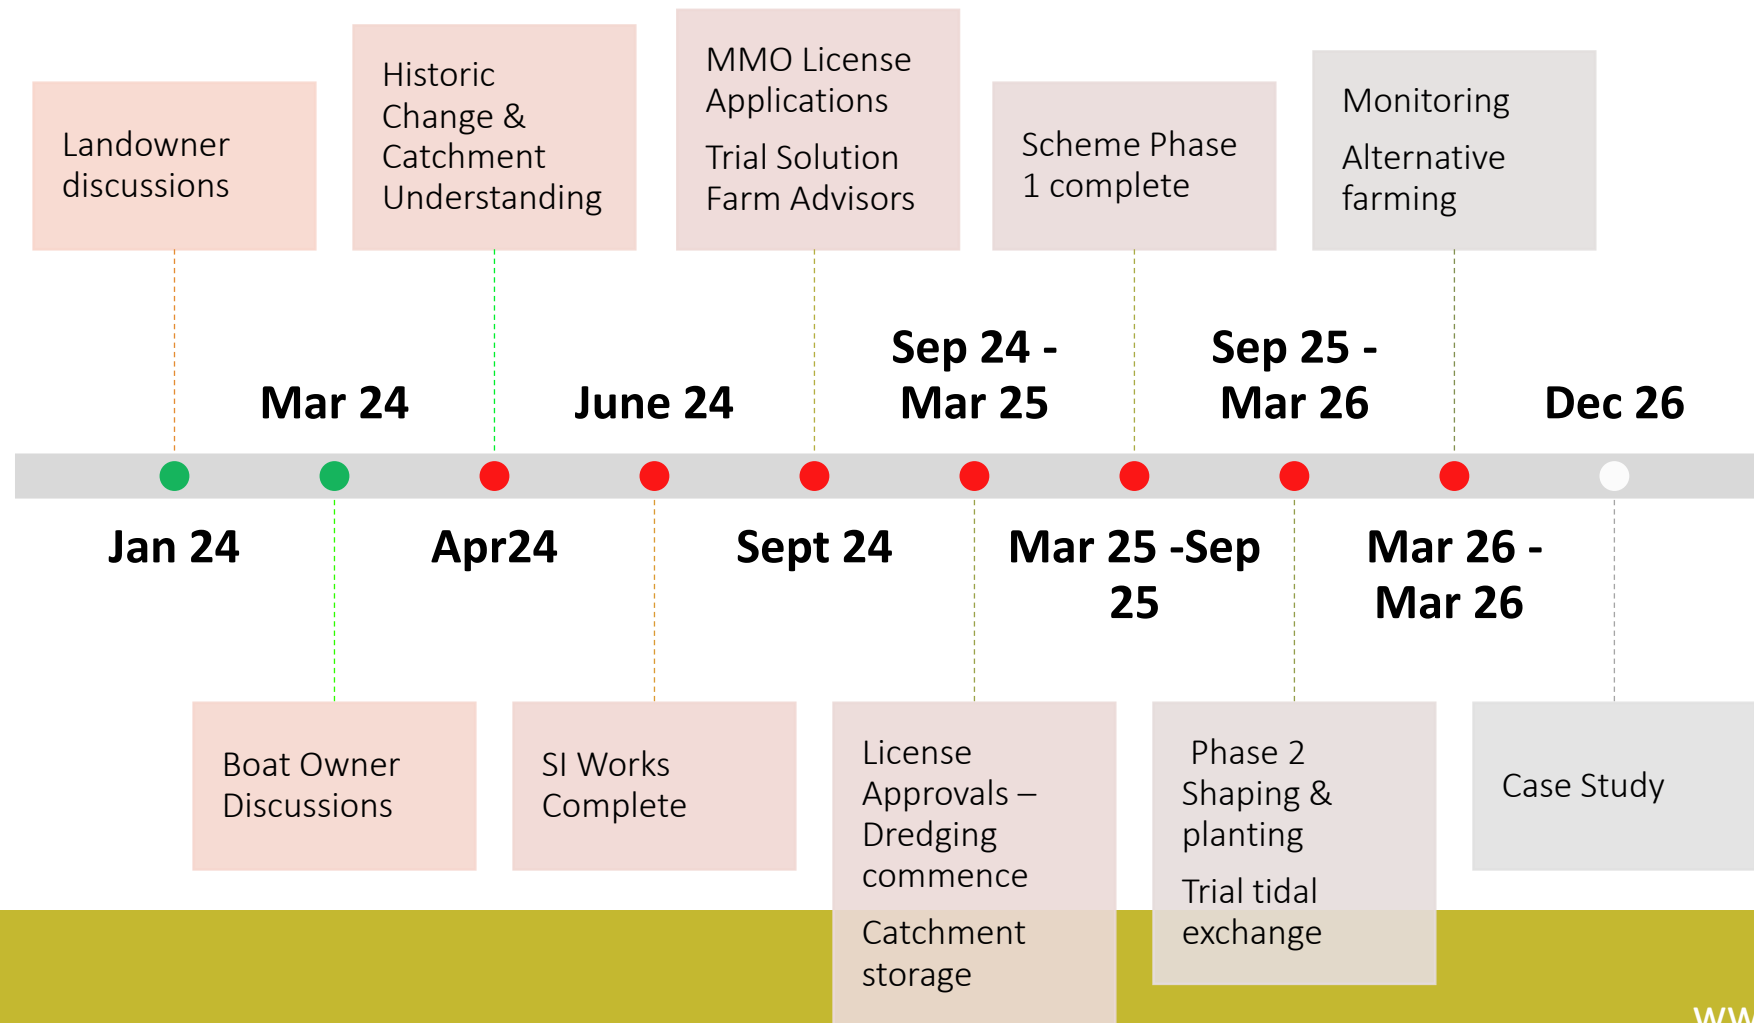 Landowner
discussions
Historic
Change &
Catchment
Understanding
MMO License
Applications
Trial Solution
Farm Advisors
Scheme Phase
1 complete
Monitoring
Alternative
farming
Mar 24
June 24
Sep 24 -
Mar 25
Sep 25 -
Mar 26
Dec 26
Jan 24
Apr24
Sept 24
Mar 25 -Sep
25
Mar 26 -
Mar 26
Boat Owner
Discussions
SI Works
Complete
License
Approvals –
Dredging
commence
Catchment
storage
Phase 2
Shaping &
planting
Trial tidal
exchange
Case Study